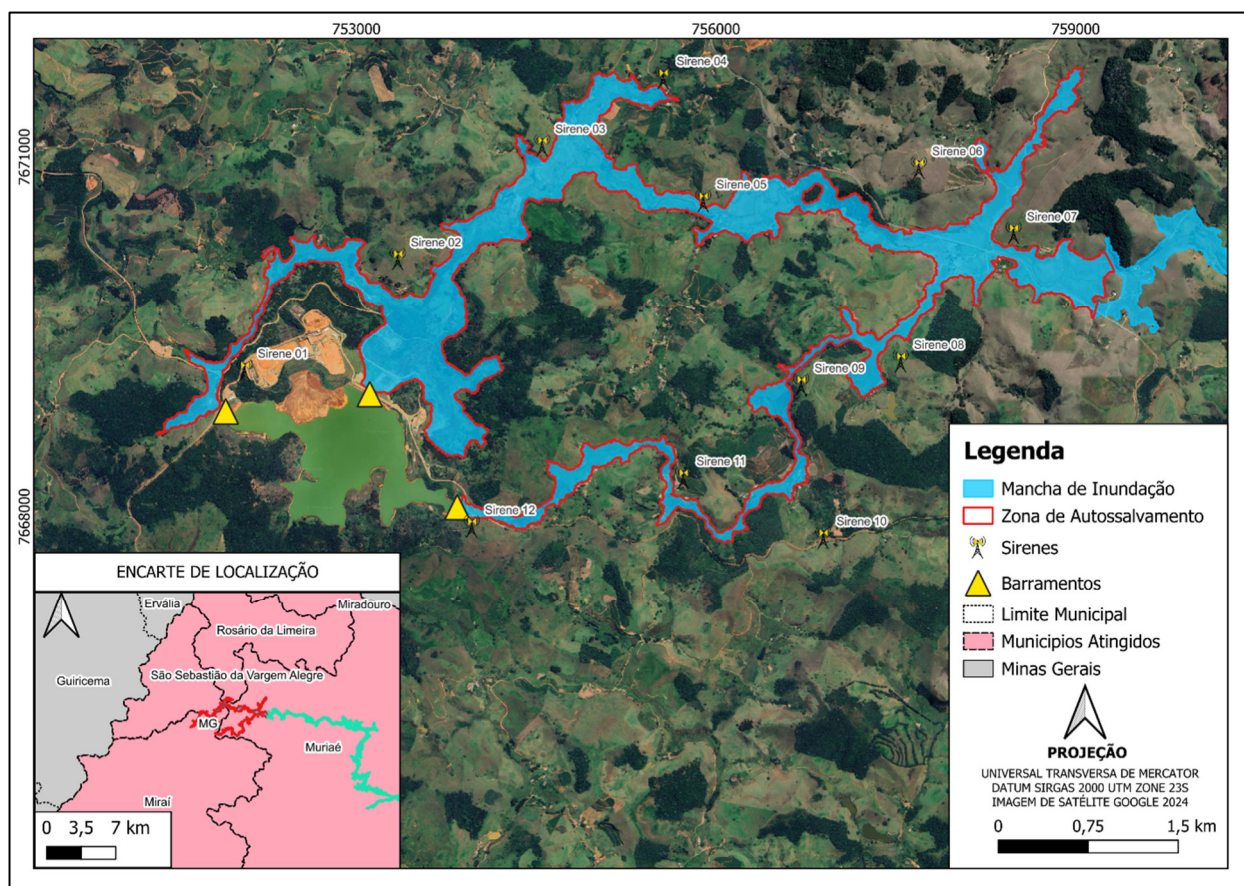 753000
756000
759000
7671000
7668000
Sirene 04
Sirene 03
Sirene 06
Sirene 05
Sirene 07
Sirene 02
Sirene 01
Sirene 08
Sirene 09
Sirene 11
Sirene 12
Sirene 10
Legenda
Mancha de Inundação
Zona de Autossalvamento
Sirenes
Barramentos
Limite Municipal
Municipios Atingidos
Minas Gerais
PROJEÇÃO
UNIVERSAL TRANSVERSA DE MERCATOR
DATUM SIRGAS 2000 UTM ZONE 23S
IMAGEM DE SATÉLITE GOOGLE 2024
0 0,75 1,5 km
ENCARTE DE LOCALIZAÇÃO
Ervália
Miradouro
Rosário da Limeira
Guiricema
São Sebastião da Vargem Alegre
MG
Muriaé
Miraí
0 3,5 7 km